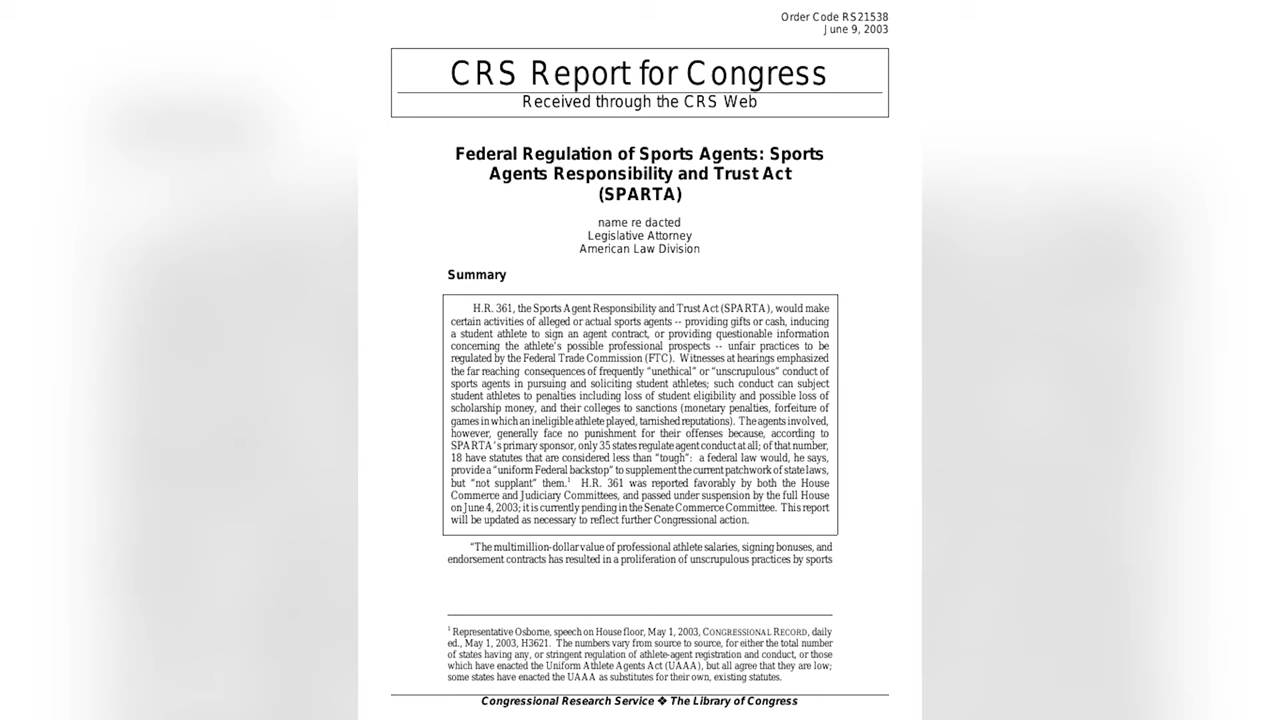 Order Code RS21538
June 9, 2003
CRS Report for Congress
Received through the CRS Web
Federal Regulation of Sports Agents: Sports
Agents Responsibility and Trust Act
(SPARTA)
name re dacted
Legislative Attorney
American Law Division
Summary
H.R. 361, the Sports Agent Responsibility and Trust Act (SPARTA), would make
certain activities of alleged or actual sports agents -- providing gifts or cash, inducing
a student athlete to sign an agent contract, or providing questionable information
concerning the athlete's possible professional prospects -- unfair practices to be
regulated by the Federal Trade Commission (FTC). Witnesses at hearings emphasized
the far reaching consequences of frequently “unethical” or “unscrupulous” conduct of
sports agents in pursuing and soliciting student athletes; such conduct can subject
student athletes to penalties including loss of student eligibility and possible loss of
scholarship money, and their colleges to sanctions (monetary penalties, forfeiture of
games in which an ineligible athlete played, tarnished reputations). The agents involved,
however, generally face no punishment for their offenses because, according to
SPARTA's primary sponsor, only 35 states regulate agent conduct at all; of that number,
18 have statutes that are considered less than “tough”: a federal law would, he says,
provide a “uniform Federal backstop” to supplement the current patchwork of state laws,
but “not supplant” them.¹ H.R. 361 was reported favorably by both the House
Commerce and Judiciary Committees, and passed under suspension by the full House
on June 4, 2003; it is currently pending in the Senate Commerce Committee. This report
will be updated as necessary to reflect further Congressional action.
“The multimillion-dollar value of professional athlete salaries, signing bonuses, and
endorsement contracts has resulted in a proliferation of unscrupulous practices by sports
¹ Representative Osborne, speech on House floor, May 1, 2003, CONGRESSIONAL RECORD, daily
ed., May 1, 2003, H3621. The numbers vary from source to source, for either the total number
of states having any, or stringent regulation of athlete-agent registration and conduct, or those
which have enacted the Uniform Athlete Agents Act (UAAA), but all agree that they are low;
some states have enacted the UAAA as substitutes for their own, existing statutes.
Congressional Research Service ❖ The Library of Congress